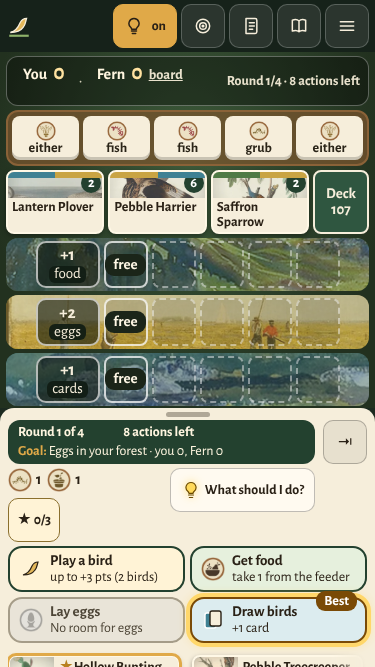 on
You 0 . Fern 0 board
Round 1/4 · 8 actions left
either
fish
fish
grub
either
2
6
2
Lantern Plover
Pebble Harrier
Saffron
Sparrow
Deck
107
+1
food
free
+2
eggs
free
+1
cards
free
Round 1 of 4 8 actions left
Goal: Eggs in your forest · you 0, Fern 0
1 1
What should I do?
★ 0/3
Play a bird
up to +3 pts (2 birds)
Get food
take 1 from the feeder
Lay eggs
No room for eggs
Best
Draw birds
+1 card
★ Hollow Bunting
Pebble Treecreeper